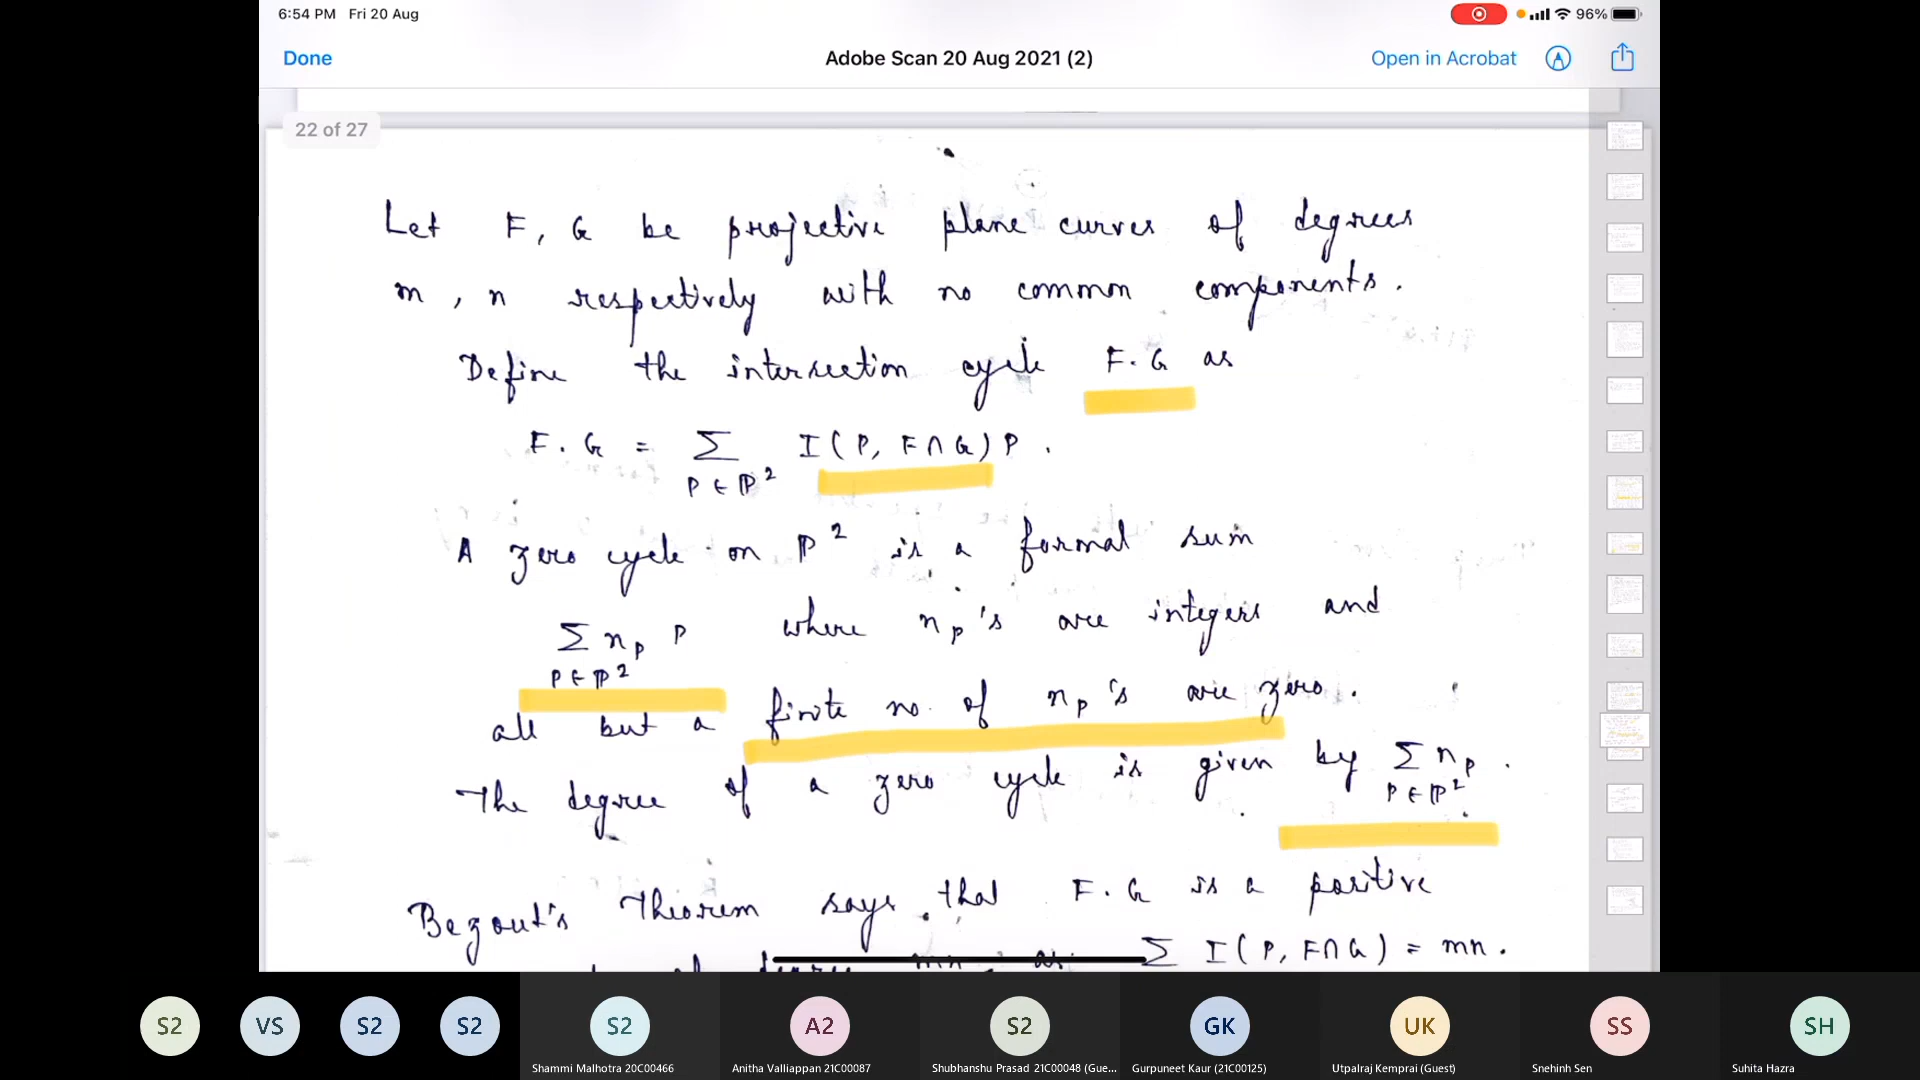 6:54 PM Fri 20 Aug
96%
Done
Adobe Scan 20 Aug 2021 (2)
Open in Acrobat
22 of 27
Let F, G be projective plane curves of degrees
m, n respectively with no common components.
Define the intersection cycle F.G as
F.G = Σ I(P, F∩G)P.
P∈ℙ²
A zero cycle on ℙ² is a formal sum
Σ n_P P where n_P's are integers and
P∈ℙ²
all but a finite no. of n_P's are zero.
The degree of a zero cycle is given by Σ n_P.
P∈ℙ²
Bezout's Theorem says that F.G is a positive
mn Σ I(P, F∩G) = mn.
S2 VS S2 S2 S2 A2 S2 GK UK SS SH
Shammi Malhotra 20C00466 Anitha Valliappan 21C00087 Shubhanshu Prasad 21C00048 (Gue... Gurpuneet Kaur (21C00125) Utpalraj Kemprai (Guest) Snehinh Sen Suhita Hazra